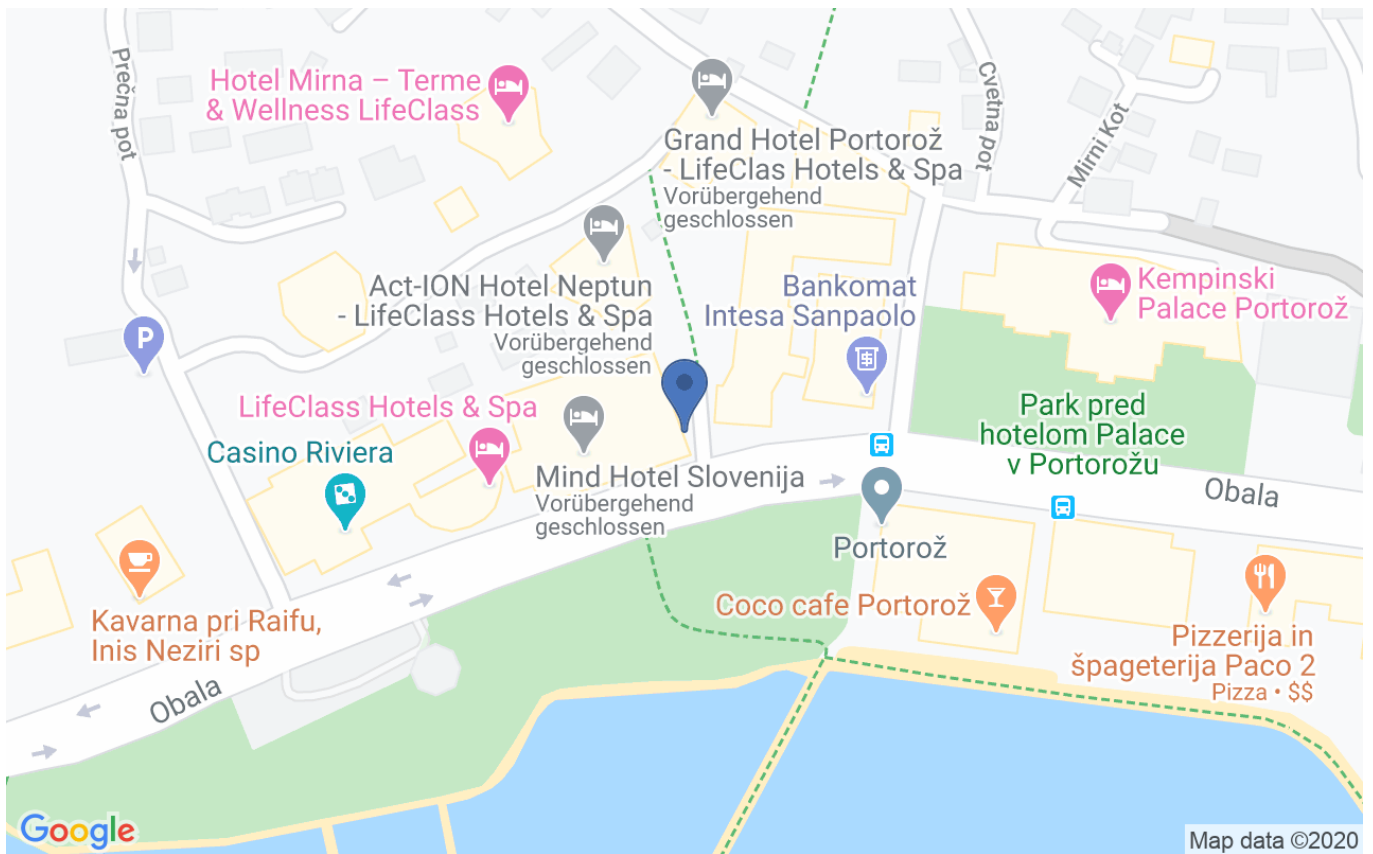 Prečna pot
Hotel Mirna – Terme
& Wellness LifeClass
Grand Hotel Portorož
- LifeClas Hotels & Spa
Vorübergehend
geschlossen
Cvetna pot
Mirni Kot
Act-ION Hotel Neptun
- LifeClass Hotels & Spa
Vorübergehend
geschlossen
Bankomat
Intesa Sanpaolo
Kempinski
Palace Portorož
P
LifeClass Hotels & Spa
Casino Riviera
Mind Hotel Slovenija
Vorübergehend
geschlossen
Park pred
hotelom Palace
v Portorožu
Obala
Portorož
Kavarna pri Raifu,
Inis Neziri sp
Coco cafe Portorož
Pizzerija in
špageterija Paco 2
Pizza • $$
Obala
Google
Map data ©2020